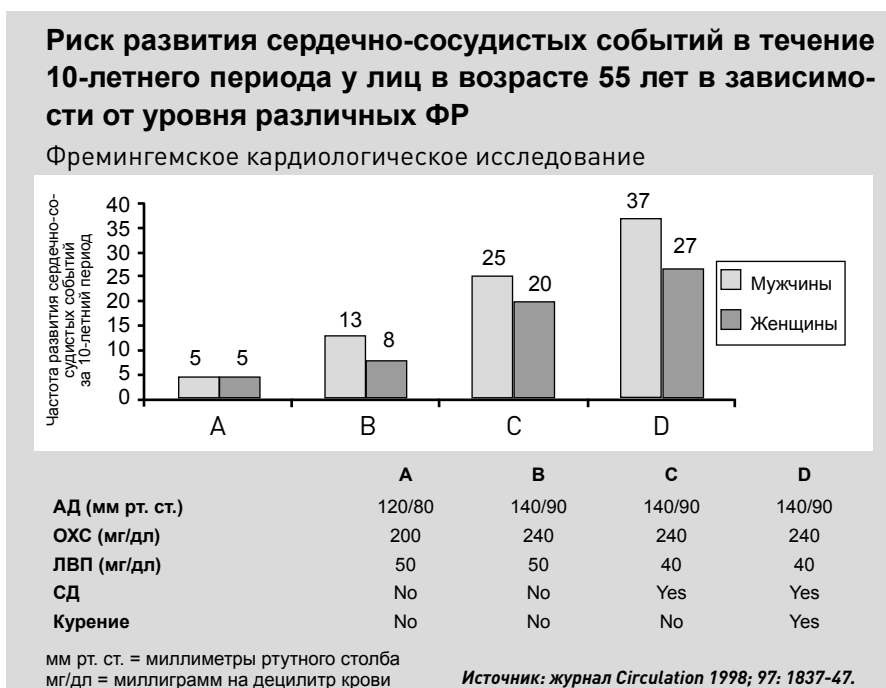 Риск развития сердечно-сосудистых событий в течение
10-летнего периода у лиц в возрасте 55 лет в зависимо-
сти от уровня различных ФР
Фремингемское кардиологическое исследование
Частота развития сердечно-со-
судистых событий
за 10-летний период
40
35
30
25
20
15
10
5
0
5 5
13 8
25 20
37 27
A B C D
Мужчины
Женщины
A B C D
АД (мм рт. ст.) 120/80 140/90 140/90 140/90
ОХС (мг/дл) 200 240 240 240
ЛВП (мг/дл) 50 50 40 40
СД No No Yes Yes
Курение No No No Yes
мм рт. ст. = миллиметры ртутного столба
мг/дл = миллиграмм на децилитр крови
Источник: журнал Circulation 1998; 97: 1837-47.